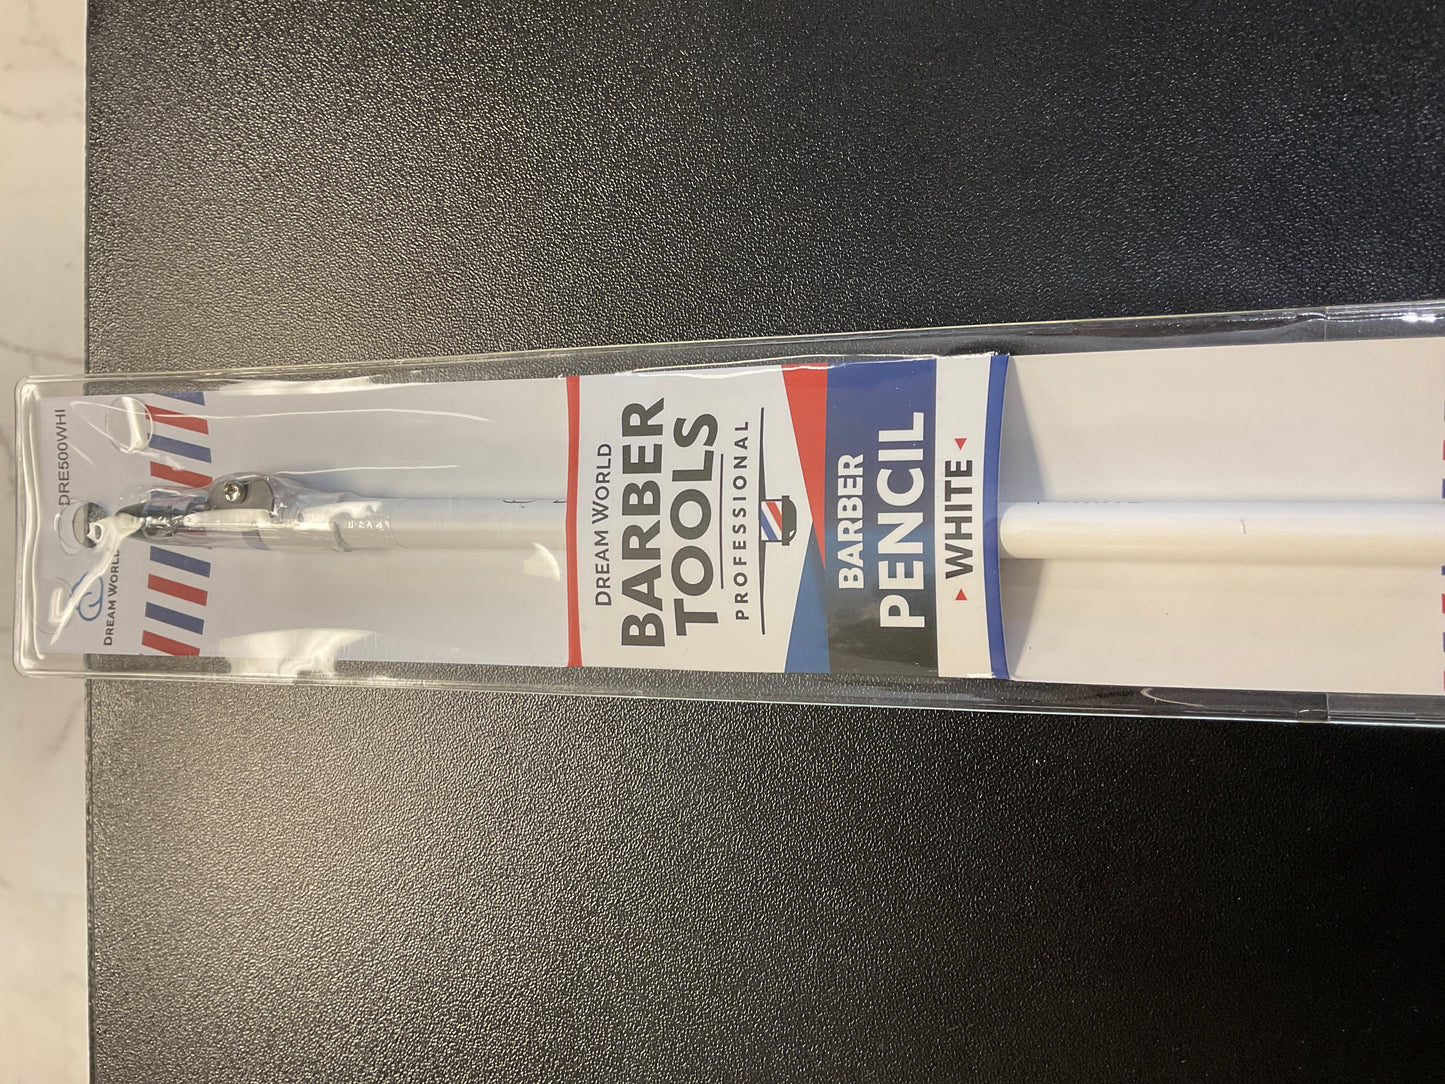 DRE500WHI
DREAM WORLD
DREAM WORLD
BARBER
TOOLS
PROFESSIONAL
BARBER
PENCIL
WHITE